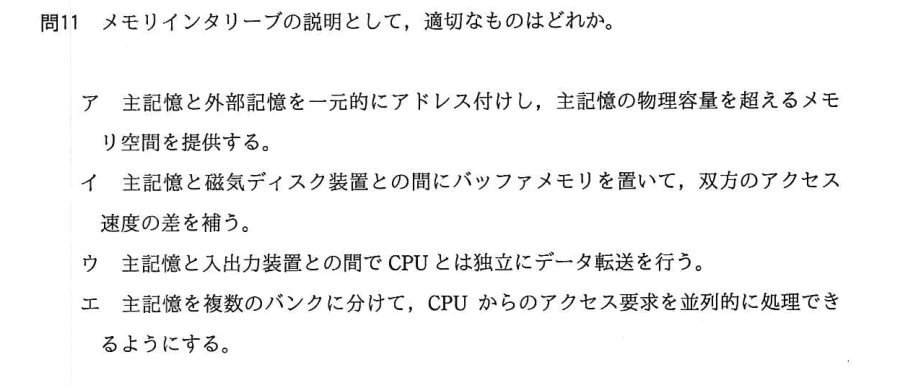 問11　メモリインタリーブの説明として，適切なものはどれか。
ア　主記憶と外部記憶を一元的にアドレス付けし，主記憶の物理容量を超えるメモ
リ空間を提供する。
イ　主記憶と磁気ディスク装置との間にバッファメモリを置いて，双方のアクセス
速度の差を補う。
ウ　主記憶と入出力装置との間で CPU とは独立にデータ転送を行う。
エ　主記憶を複数のバンクに分けて，CPU からのアクセス要求を並列的に処理でき
るようにする。